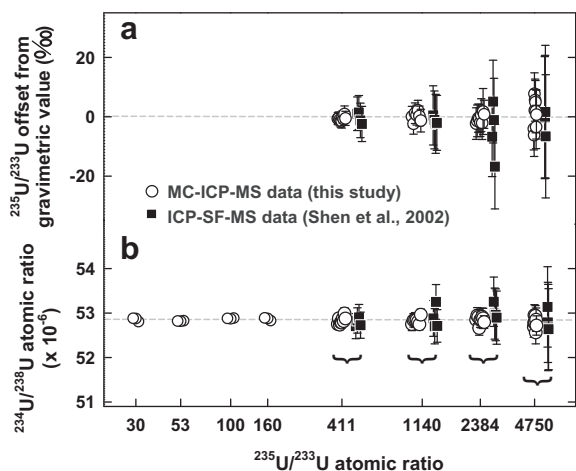 a
20
0
-20
²³⁵U/²³³U offset from
gravimetric value (‰)
MC-ICP-MS data (this study)
ICP-SF-MS data (Shen et al., 2002)
b
54
53
52
51
²³⁴U/²³⁸U atomic ratio
(x 10⁻⁶)
30 53 100 160 411 1140 2384 4750
²³⁵U/²³³U atomic ratio